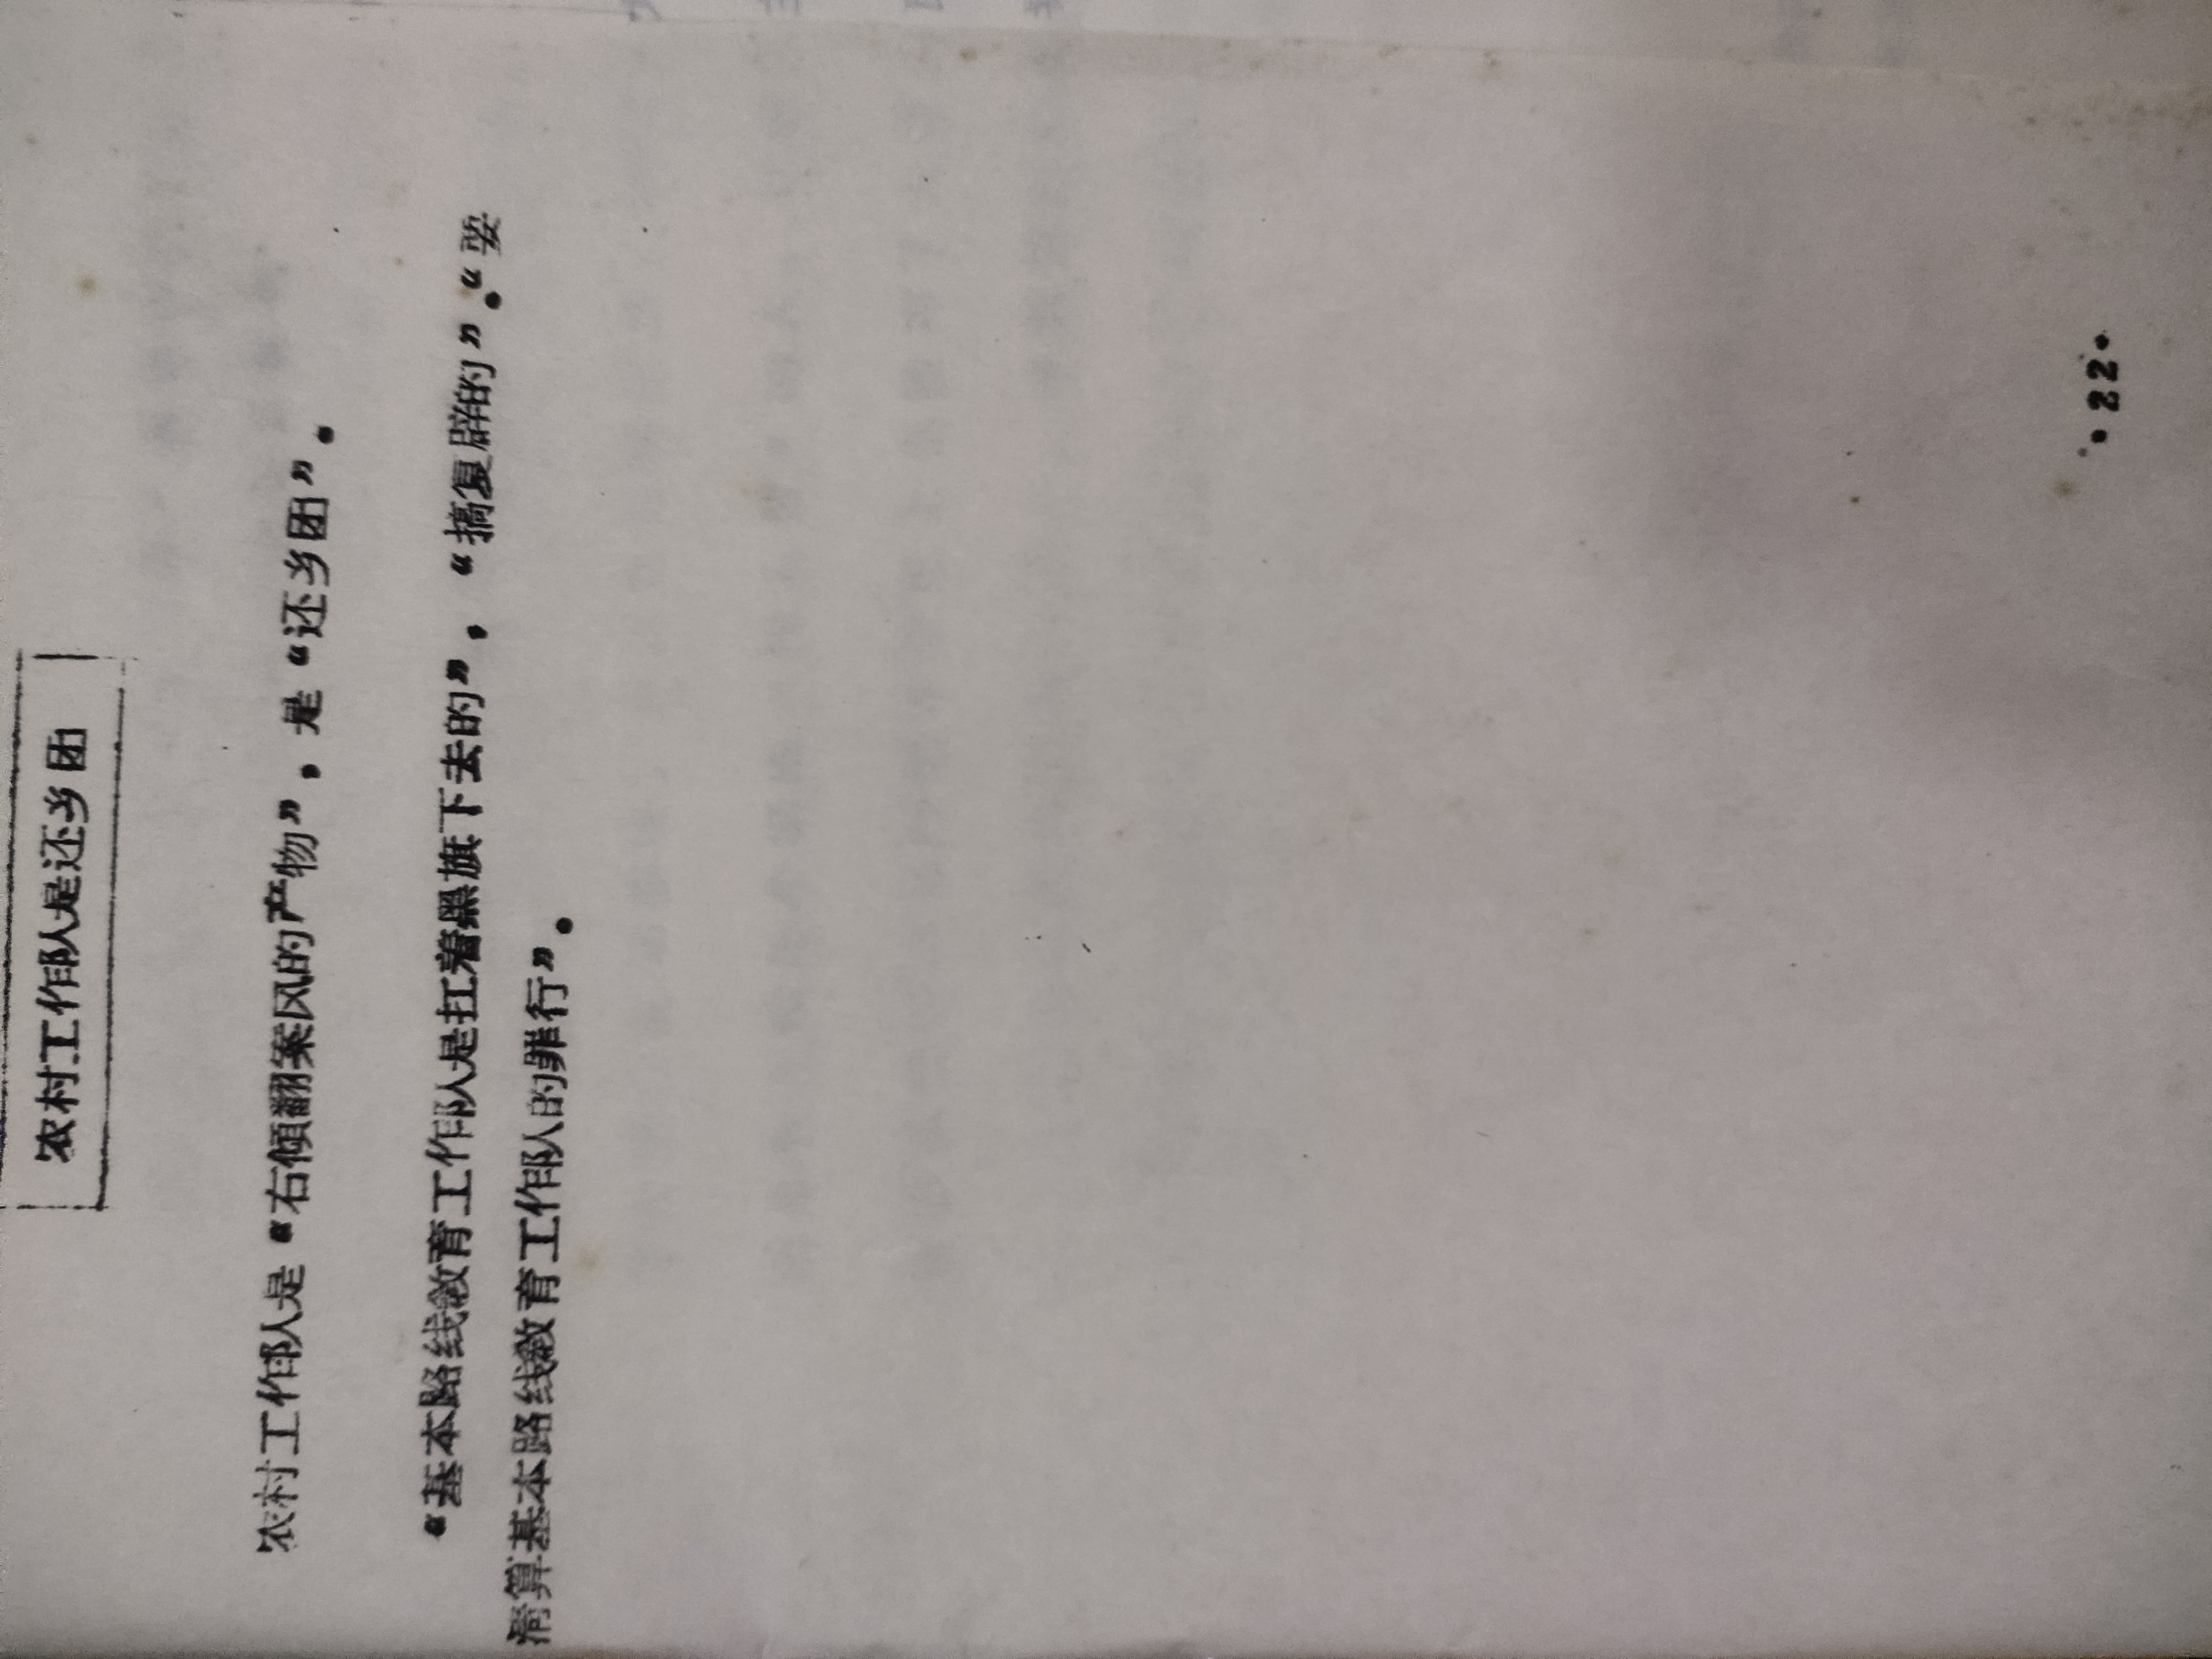 农村工作队是还乡团
农村工作队是“右倾翻案风的产物”，是“还乡团”。
“基本路线教育工作队是扛着黑旗下去的”，“搞复辟的”。“要
清算基本路线教育工作队的罪行”。
·22·